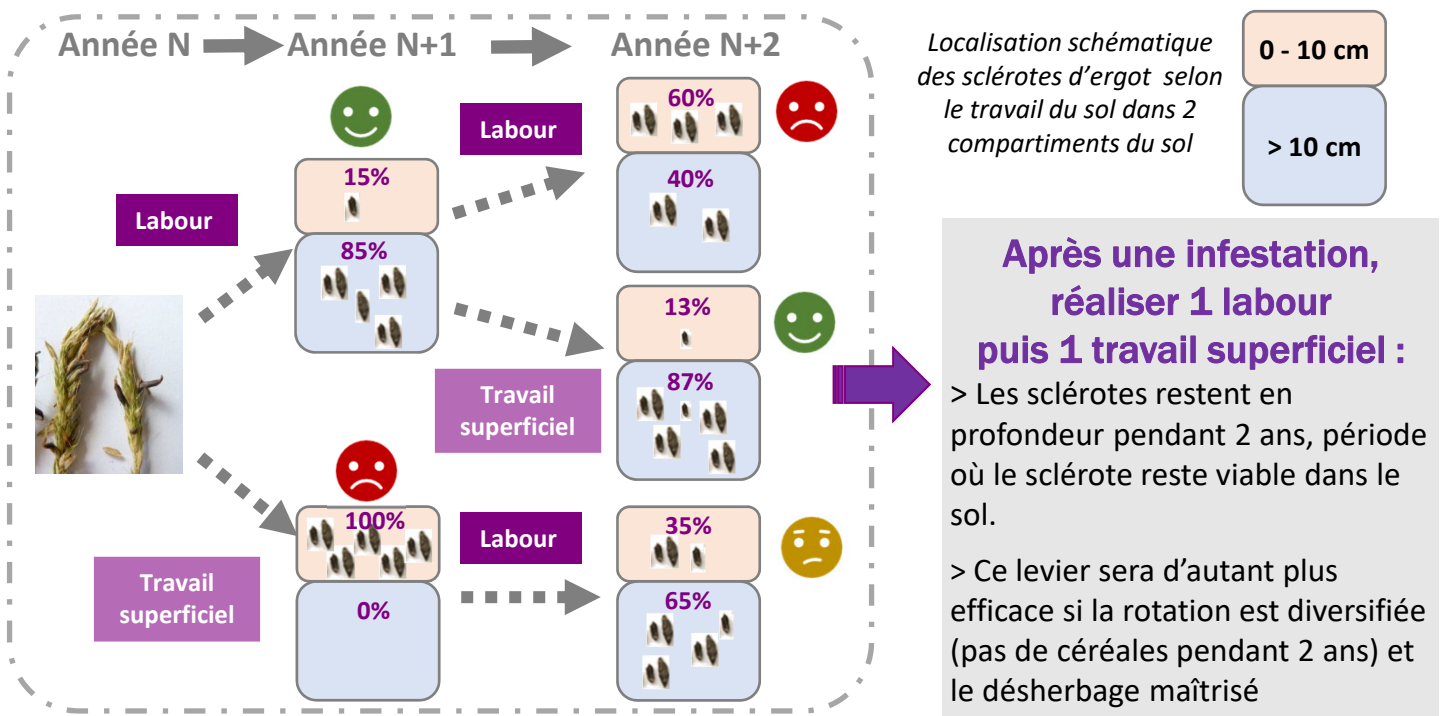 Année N
Année N+1
Année N+2
Labour
15%
85%
Labour
60%
40%
Travail
superficiel
13%
87%
Travail
superficiel
100%
0%
Labour
35%
65%
Localisation schématique
des sclérotes d'ergot selon
le travail du sol dans 2
compartiments du sol
0 - 10 cm
> 10 cm
Après une infestation,
réaliser 1 labour
puis 1 travail superficiel :
> Les sclérotes restent en
profondeur pendant 2 ans, période
où le sclérote reste viable dans le
sol.
> Ce levier sera d'autant plus
efficace si la rotation est diversifiée
(pas de céréales pendant 2 ans) et
le désherbage maîtrisé